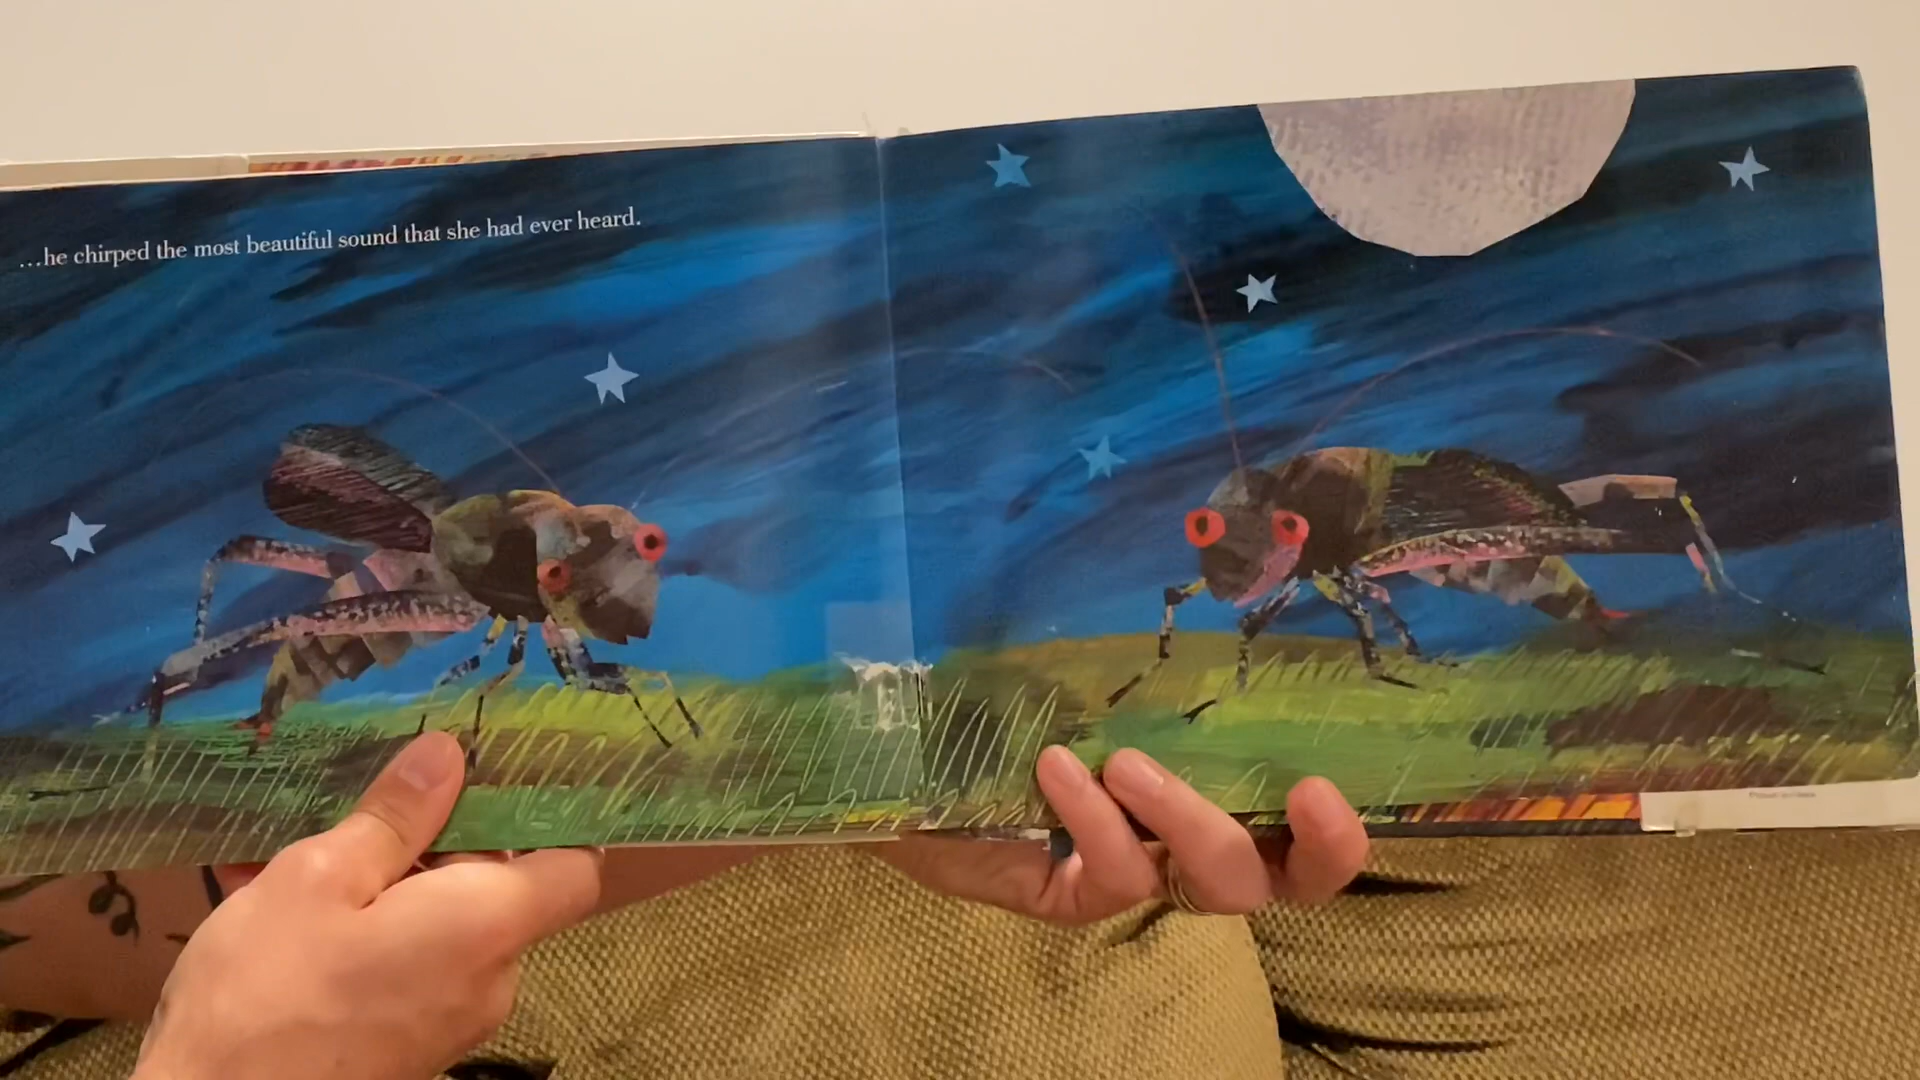 ...he chirped the most beautiful sound that she had ever heard.